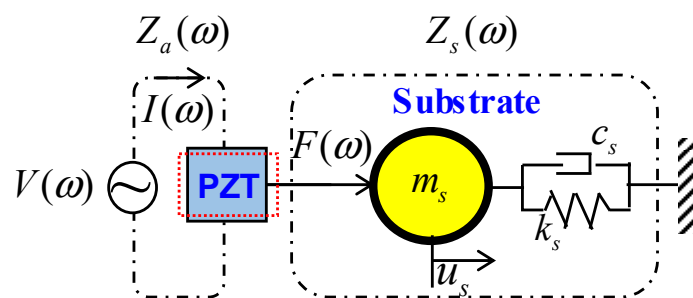 Z_a(ω)
Z_s(ω)
I(ω)
Substrate
F(ω)
c_s
V(ω)
PZT
m_s
k_s
u_s